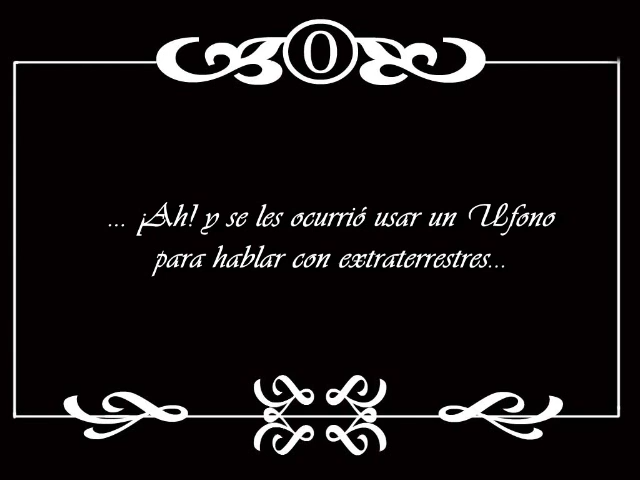 O
... ¡Ah! y se les ocurrió usar un Ufono
para hablar con extraterrestres...